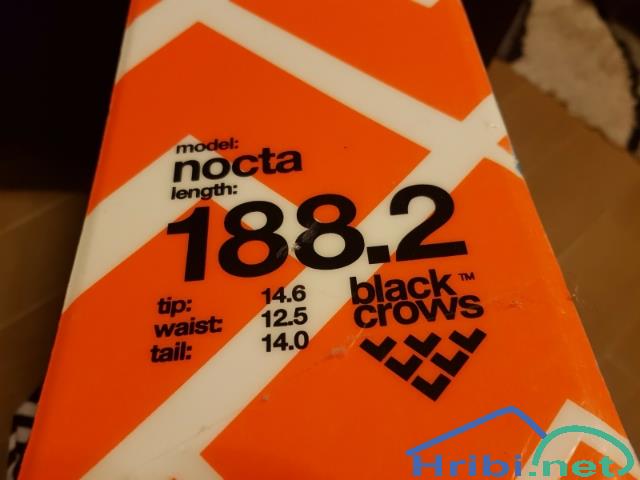 model:
nocta
length:
188.2
tip: 14.6
waist: 12.5
tail: 14.0
black™
crows
Hribi.net